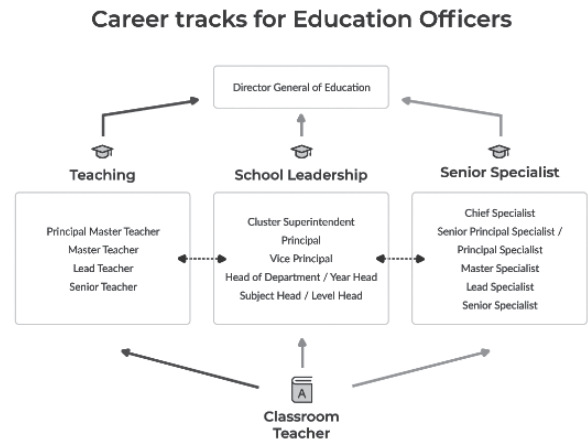 Career tracks for Education Officers
Director General of Education
Teaching
School Leadership
Senior Specialist
Principal Master Teacher
Master Teacher
Lead Teacher
Senior Teacher
Cluster Superintendent
Principal
Vice Principal
Head of Department / Year Head
Subject Head / Level Head
Chief Specialist
Senior Principal Specialist /
Principal Specialist
Master Specialist
Lead Specialist
Senior Specialist
A
Classroom
Teacher